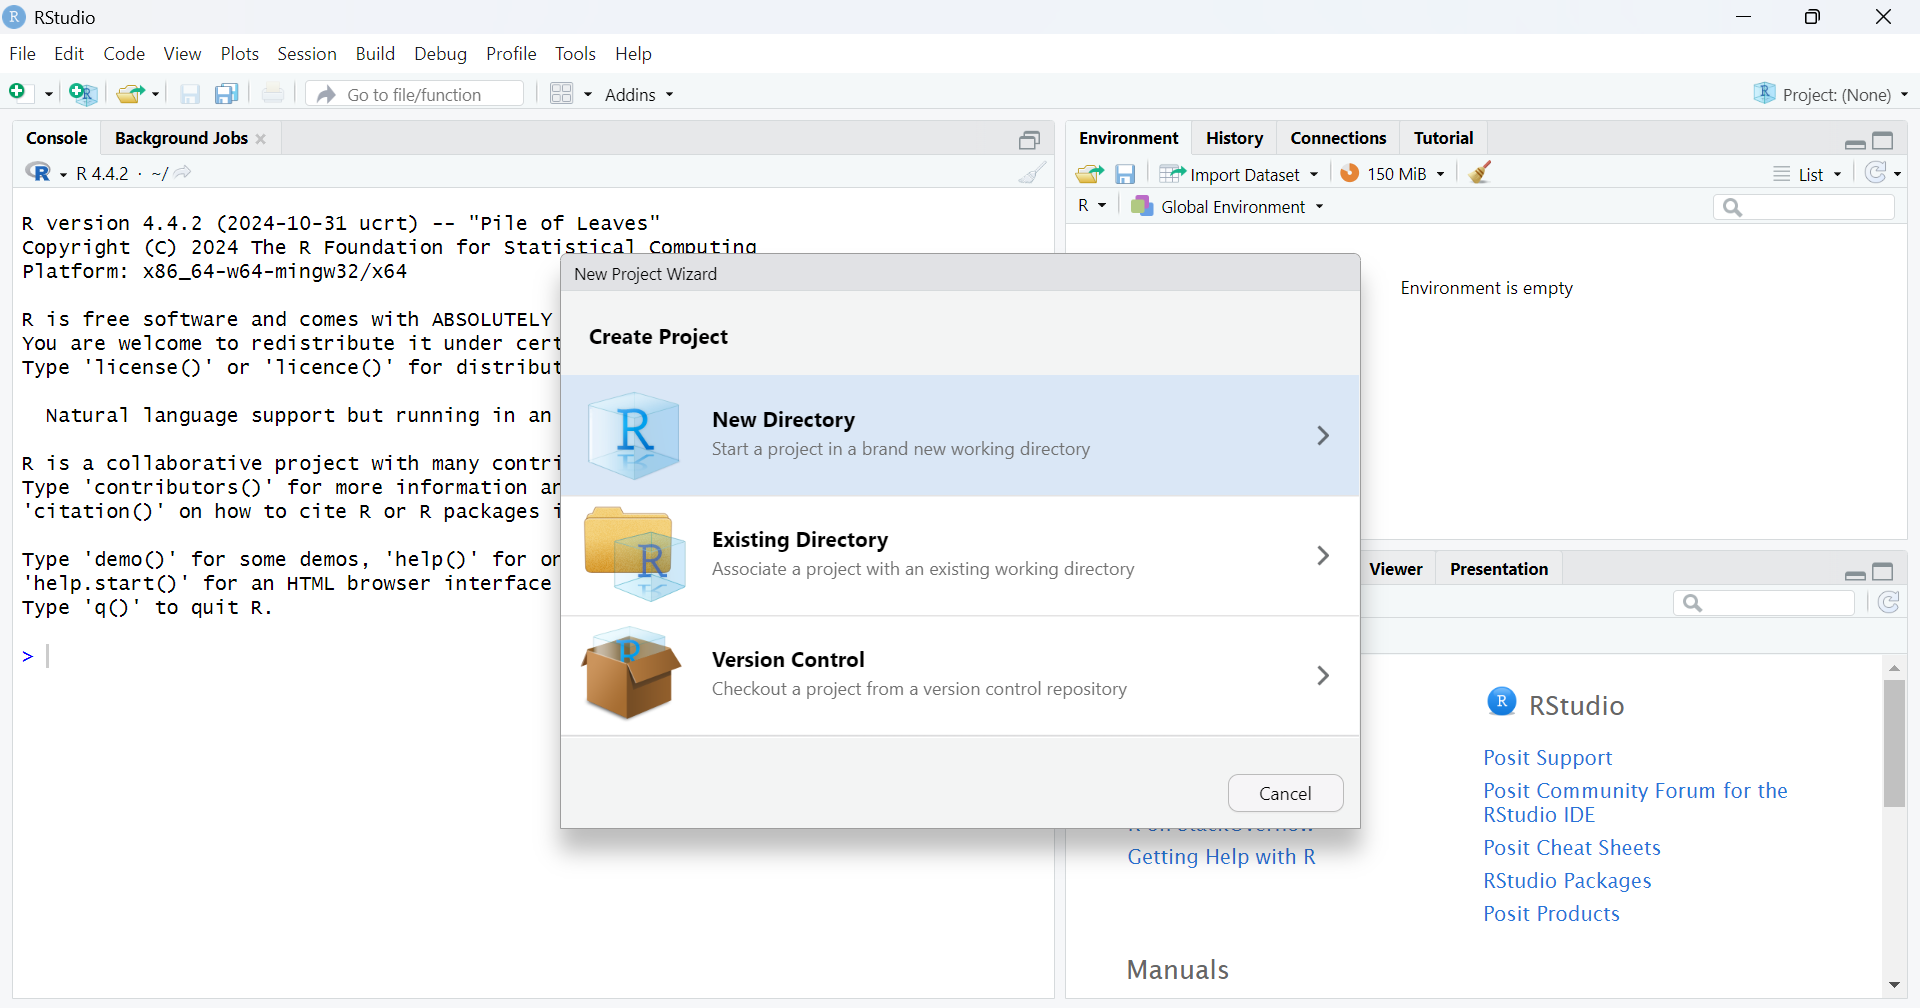 RStudio
File Edit Code View Plots Session Build Debug Profile Tools Help
Go to file/function
Addins
Project: (None)
Console
Background Jobs
R 4.4.2 · ~/
R version 4.4.2 (2024-10-31 ucrt) -- "Pile of Leaves"
Copyright (C) 2024 The R Foundation for Statistical Computing
Platform: x86_64-w64-mingw32/x64
R is free software and comes with ABSOLUTELY
You are welcome to redistribute it under cert
Type 'license()' or 'licence()' for distribut
Natural language support but running in an
R is a collaborative project with many contri
Type 'contributors()' for more information an
'citation()' on how to cite R or R packages i
Type 'demo()' for some demos, 'help()' for on
'help.start()' for an HTML browser interface
Type 'q()' to quit R.
>
New Project Wizard
Create Project
New Directory
Start a project in a brand new working directory
Existing Directory
Associate a project with an existing working directory
Version Control
Checkout a project from a version control repository
Cancel
Environment History Connections Tutorial
Import Dataset 150 MiB List
R Global Environment
Environment is empty
Viewer Presentation
RStudio
Posit Support
Posit Community Forum for the
RStudio IDE
Posit Cheat Sheets
RStudio Packages
Posit Products
Getting Help with R
Manuals